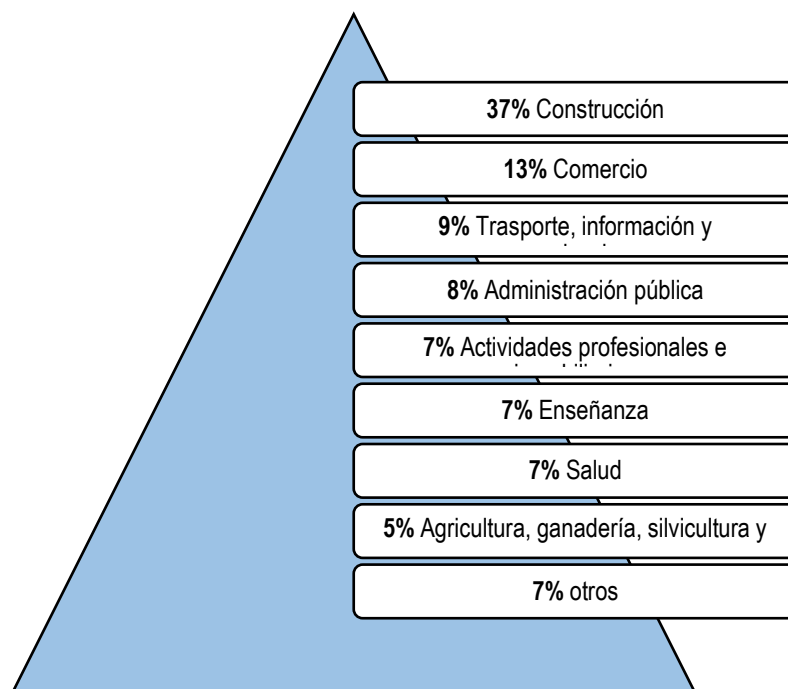 37% Construcción
13% Comercio
9% Trasporte, información y
8% Administración pública
7% Actividades profesionales e
7% Enseñanza
7% Salud
5% Agricultura, ganadería, silvicultura y
7% otros